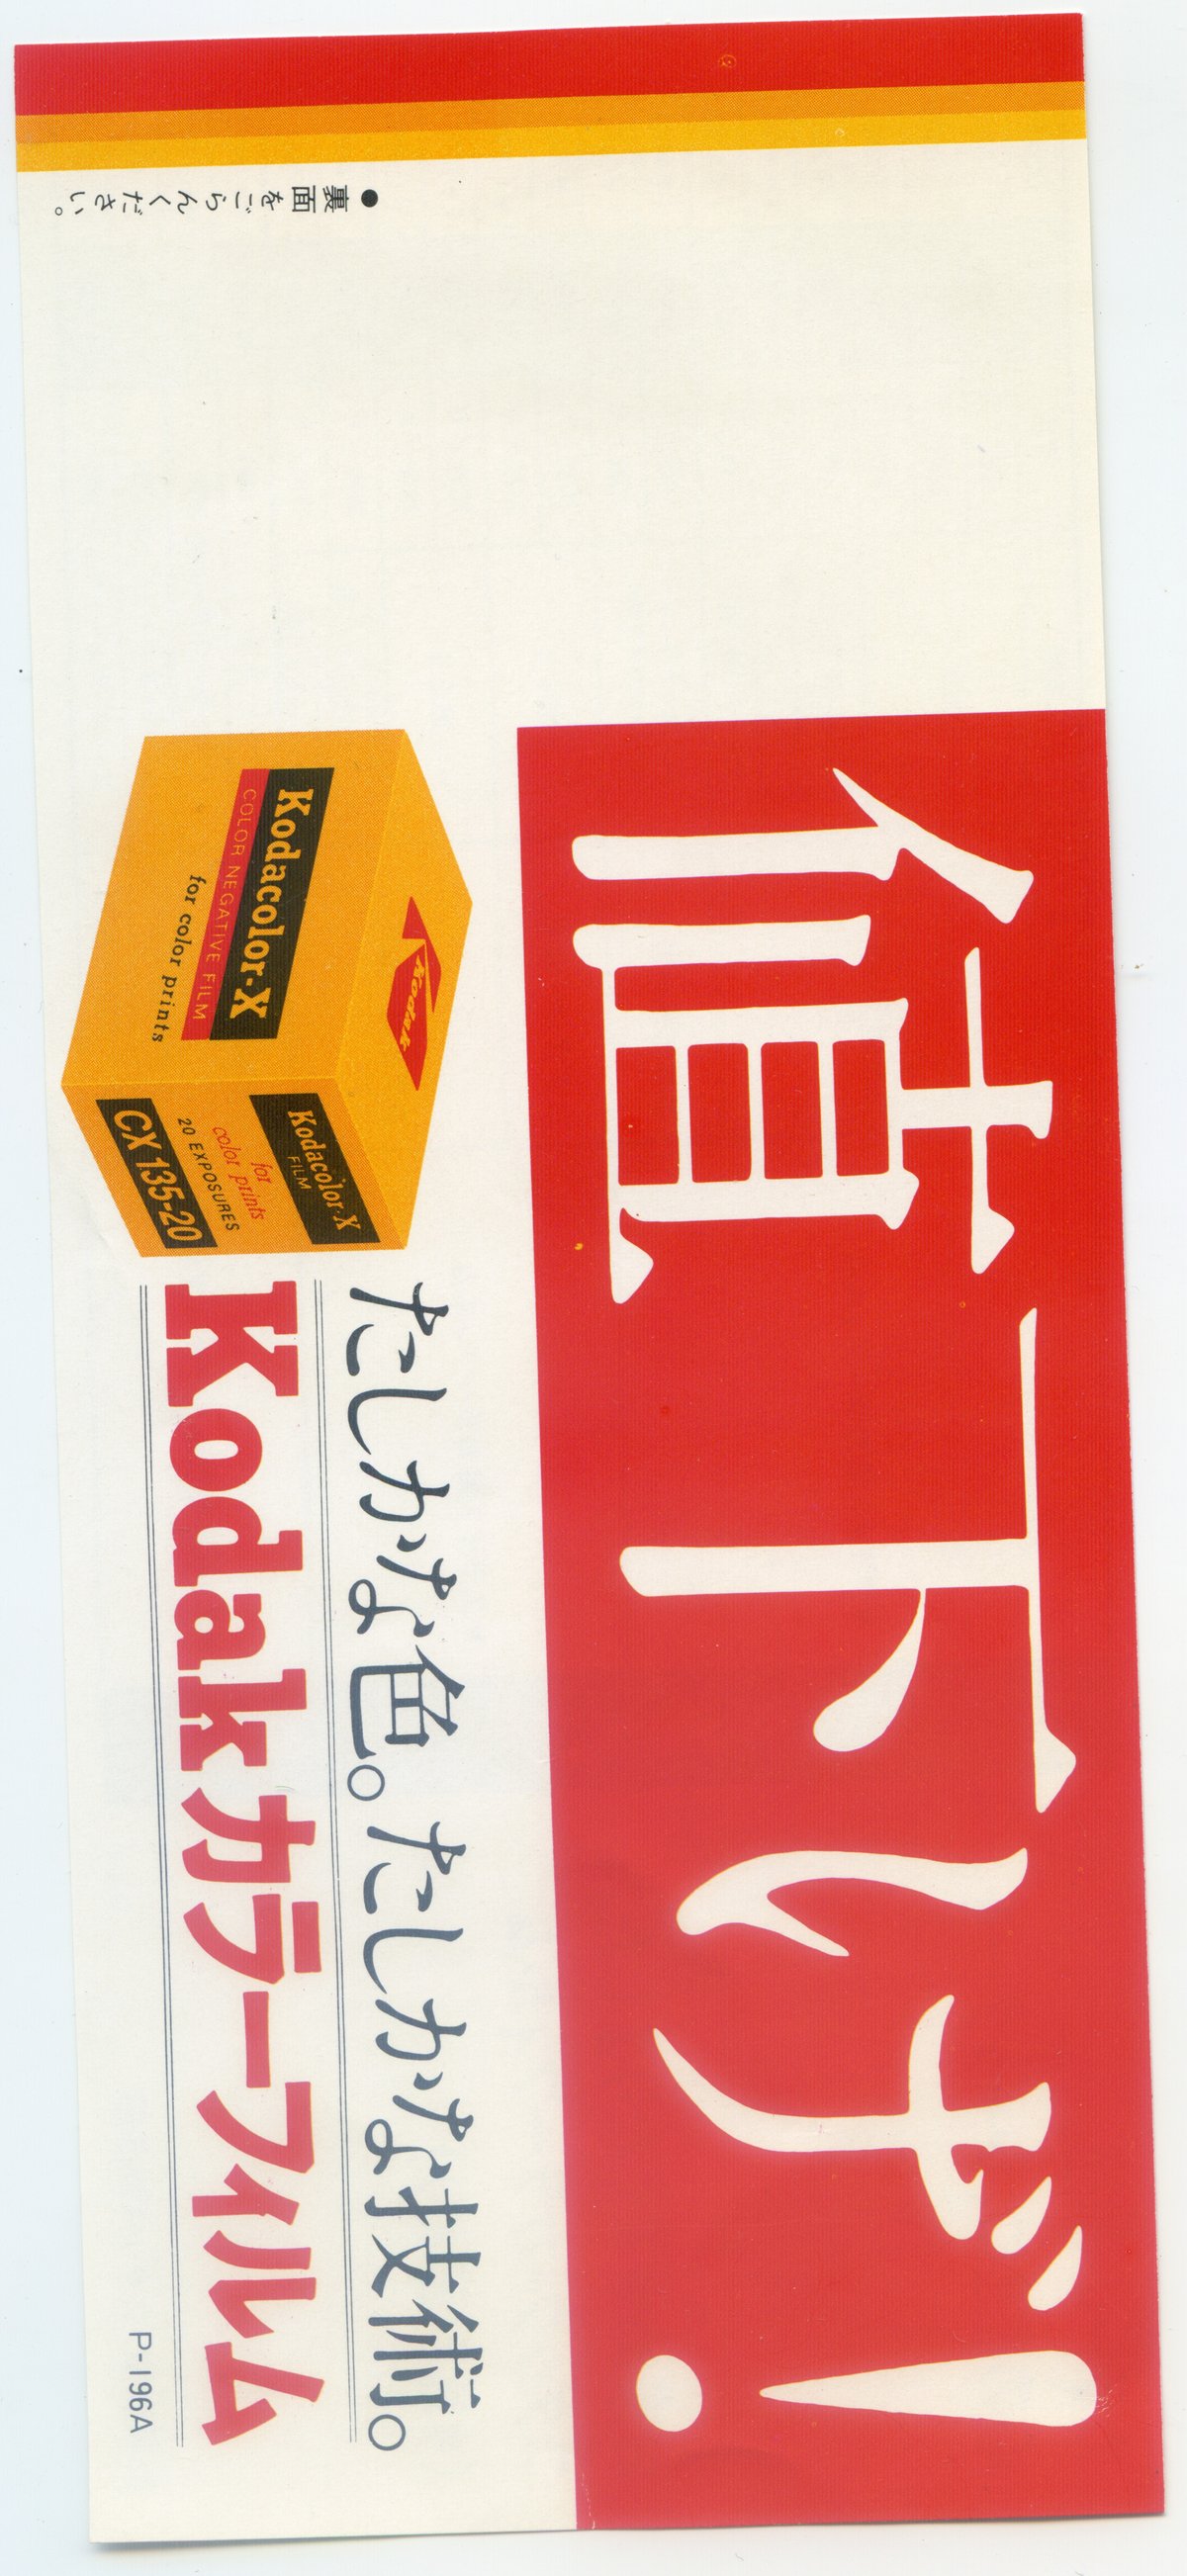 値下げ!
Kodak
Kodacolor-X
COLOR NEGATIVE FILM
for color prints
Kodacolor-X
FILM
for
color prints
20 EXPOSURES
CX 135-20
たしかな色。たしかな技術。
Kodakカラーフィルム
P-196A
●裏面をごらんください。